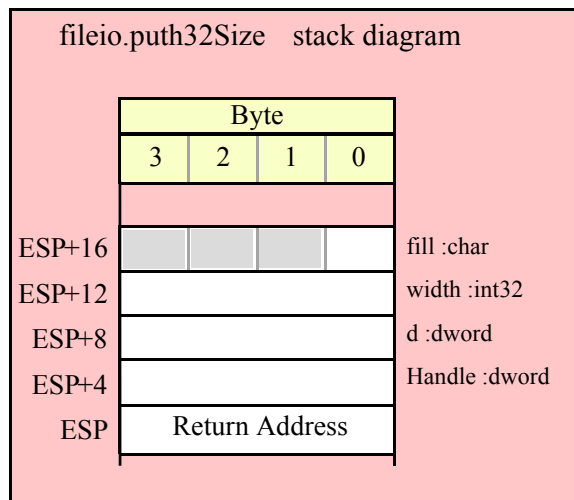 fileio.puth32Size stack diagram
Byte
3 2 1 0
ESP+16 fill :char
ESP+12 width :int32
ESP+8 d :dword
ESP+4 Handle :dword
ESP Return Address